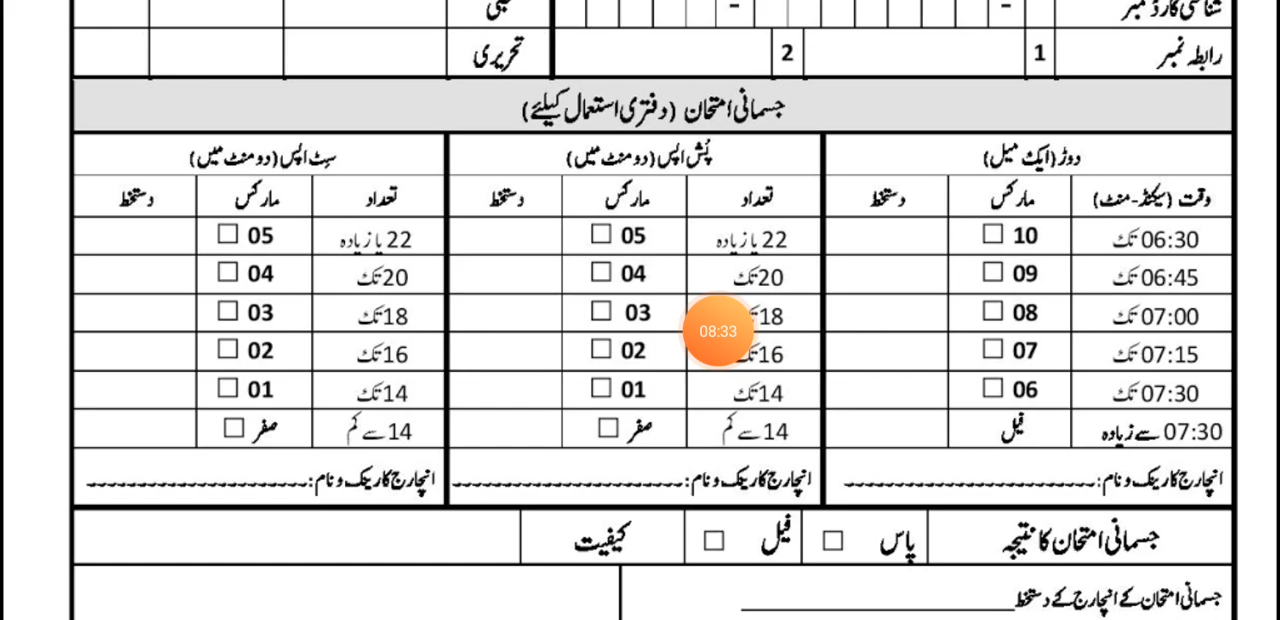 شناختی کارڈ نمبر - -
رابطہ نمبر 1 2 تحریری
جسمانی امتحان (دفتری استعمال کیلئے)
دوڑ (ایک میل) پُش اپس (دو منٹ میں) سِٹ اپس (دو منٹ میں)
وقت (سیکنڈ-منٹ) مارکس دستخط تعداد مارکس دستخط تعداد مارکس دستخط
06:30 تک 10 □ 22 یا زیادہ 05 □ 22 یا زیادہ 05 □
06:45 تک 09 □ 20 تک 04 □ 20 تک 04 □
07:00 تک 08 □ 18 03 □ 18 تک 03 □
08:33
07:15 تک 07 □ 16 تک 02 □ 16 تک 02 □
07:30 تک 06 □ 14 تک 01 □ 14 تک 01 □
07:30 سے زیادہ فیل 14 سے کم صفر □ 14 سے کم صفر □
انچارج کا رینک و نام: انچارج کا رینک و نام: انچارج کا رینک و نام:
جسمانی امتحان کا نتیجہ پاس □ فیل □ کیفیت
جسمانی امتحان کے انچارج کے دستخط